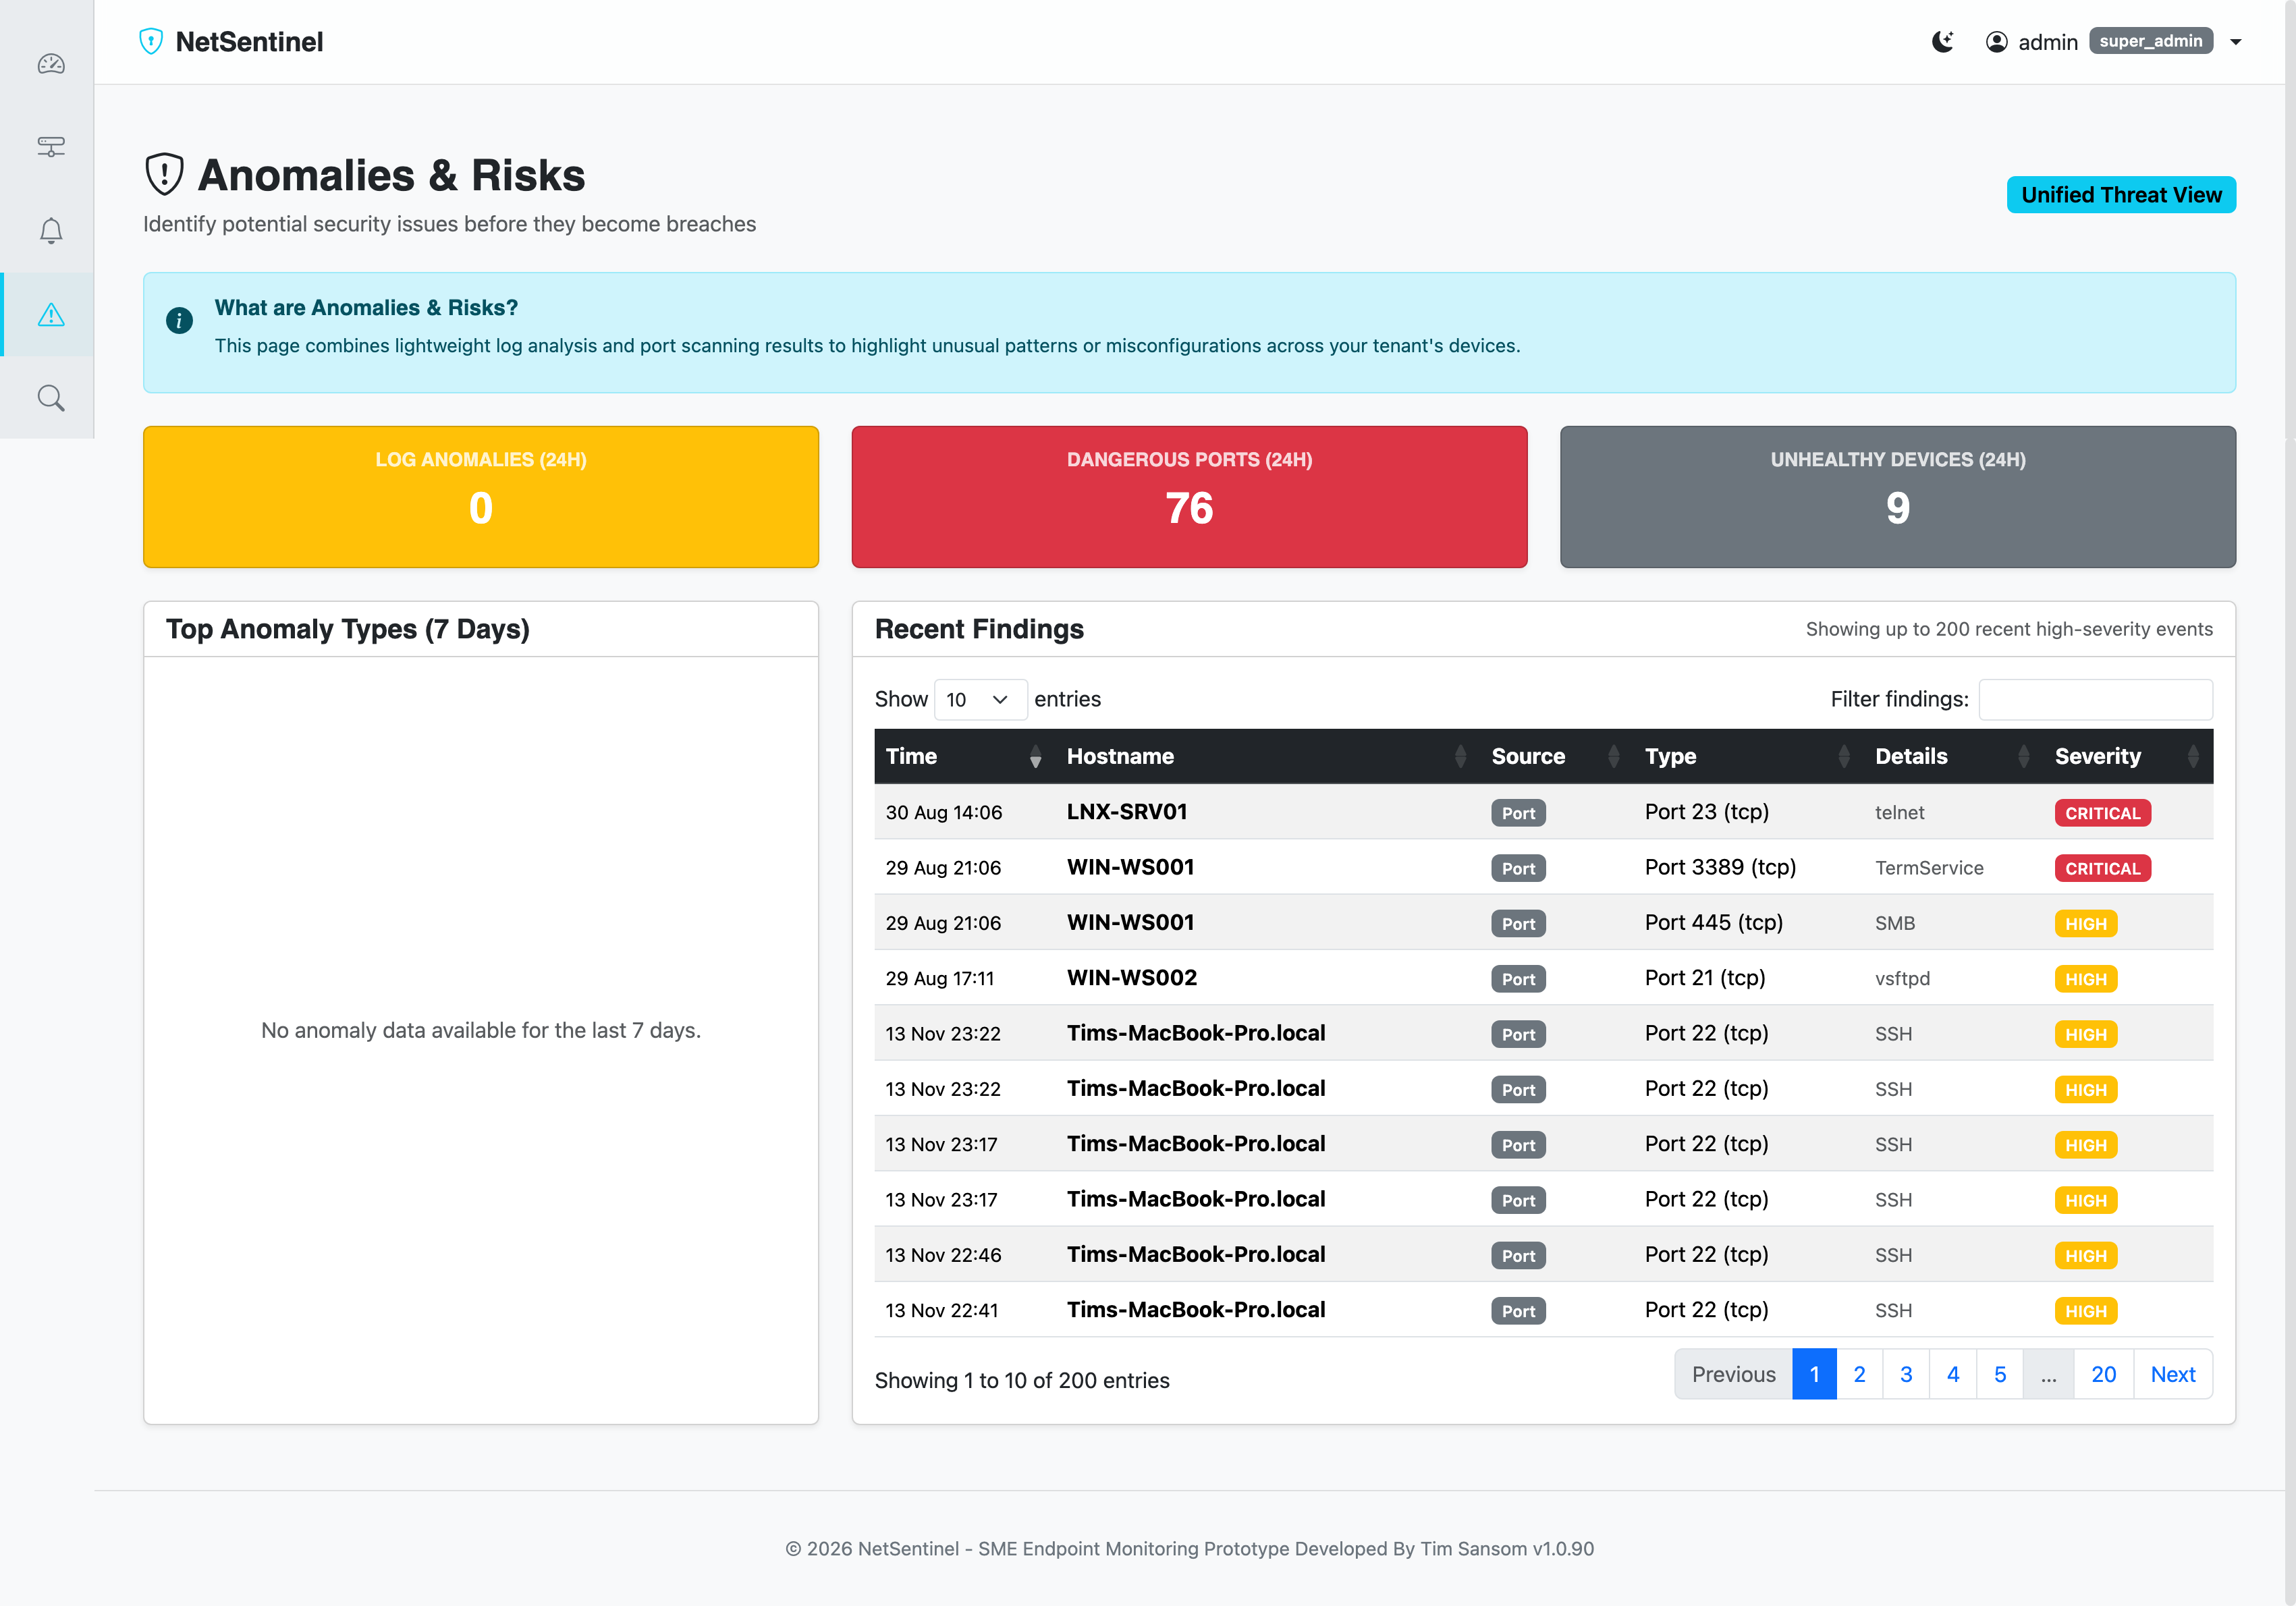 NetSentinel
admin super_admin
Anomalies & Risks
Identify potential security issues before they become breaches
Unified Threat View
What are Anomalies & Risks?
This page combines lightweight log analysis and port scanning results to highlight unusual patterns or misconfigurations across your tenant's devices.
LOG ANOMALIES (24H)
0
DANGEROUS PORTS (24H)
76
UNHEALTHY DEVICES (24H)
9
Top Anomaly Types (7 Days)
No anomaly data available for the last 7 days.
Recent Findings
Showing up to 200 recent high-severity events
Show 10 entries
Filter findings:
Time Hostname Source Type Details Severity
30 Aug 14:06 LNX-SRV01 Port Port 23 (tcp) telnet CRITICAL
29 Aug 21:06 WIN-WS001 Port Port 3389 (tcp) TermService CRITICAL
29 Aug 21:06 WIN-WS001 Port Port 445 (tcp) SMB HIGH
29 Aug 17:11 WIN-WS002 Port Port 21 (tcp) vsftpd HIGH
13 Nov 23:22 Tims-MacBook-Pro.local Port Port 22 (tcp) SSH HIGH
13 Nov 23:22 Tims-MacBook-Pro.local Port Port 22 (tcp) SSH HIGH
13 Nov 23:17 Tims-MacBook-Pro.local Port Port 22 (tcp) SSH HIGH
13 Nov 23:17 Tims-MacBook-Pro.local Port Port 22 (tcp) SSH HIGH
13 Nov 22:46 Tims-MacBook-Pro.local Port Port 22 (tcp) SSH HIGH
13 Nov 22:41 Tims-MacBook-Pro.local Port Port 22 (tcp) SSH HIGH
Showing 1 to 10 of 200 entries
Previous 1 2 3 4 5 ... 20 Next
© 2026 NetSentinel - SME Endpoint Monitoring Prototype Developed By Tim Sansom v1.0.90